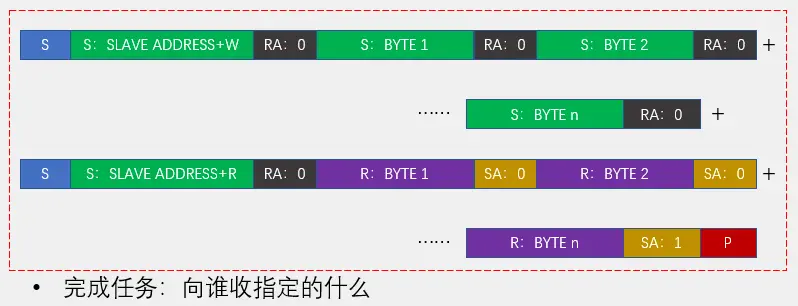 S S：SLAVE ADDRESS+W RA：0 S：BYTE 1 RA：0 S：BYTE 2 RA：0 +
…… S：BYTE n RA：0 +
S S：SLAVE ADDRESS+R RA：0 R：BYTE 1 SA：0 R：BYTE 2 SA：0 +
…… R：BYTE n SA：1 P
• 完成任务：向谁收指定的什么